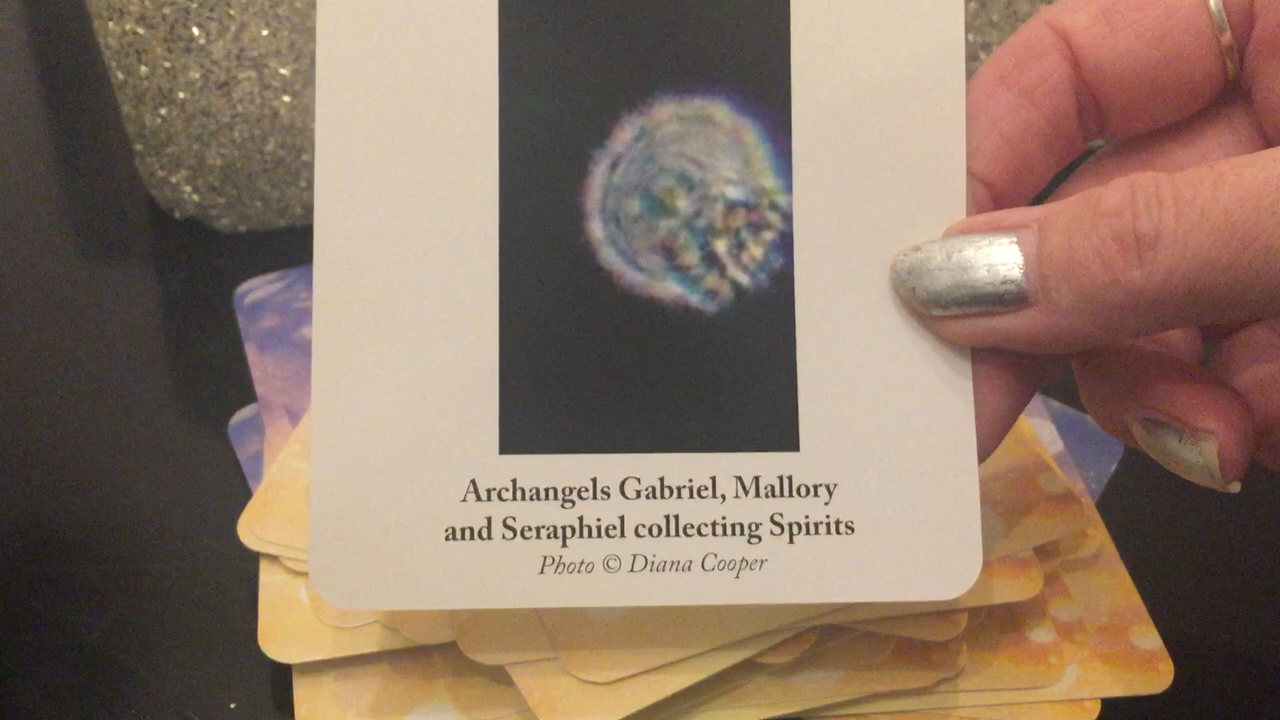 Archangels Gabriel, Mallory
and Seraphiel collecting Spirits
Photo © Diana Cooper